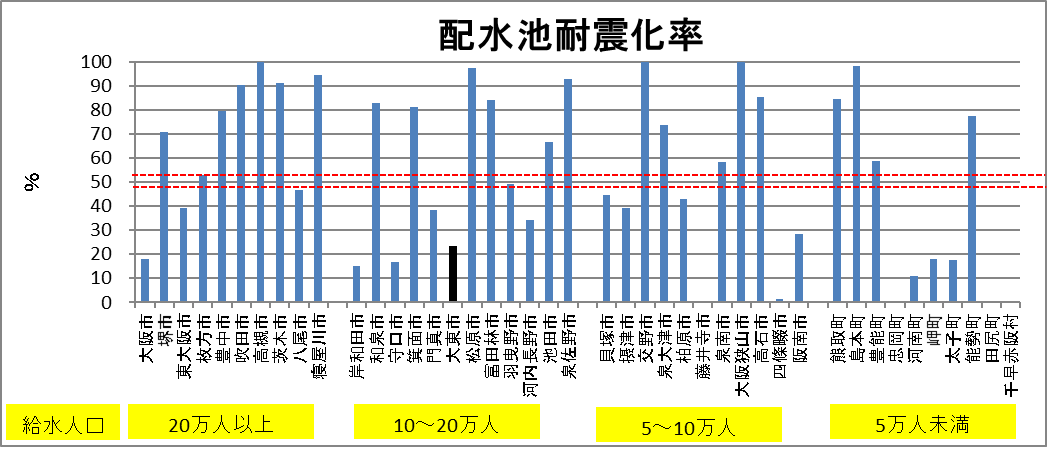 配水池耐震化率
%
100
90
80
70
60
50
40
30
20
10
0
大阪市
堺市
東大阪市
枚方市
豊中市
吹田市
高槻市
茨木市
八尾市
寝屋川市
岸和田市
和泉市
守口市
箕面市
門真市
大東市
松原市
富田林市
羽曳野市
河内長野市
池田市
泉佐野市
貝塚市
摂津市
交野市
泉大津市
柏原市
藤井寺市
泉南市
大阪狭山市
高石市
四條畷市
阪南市
熊取町
島本町
豊能町
忠岡町
河南町
岬町
太子町
能勢町
田尻町
千早赤阪村
給水人口
20万人以上
10～20万人
5～10万人
5万人未満